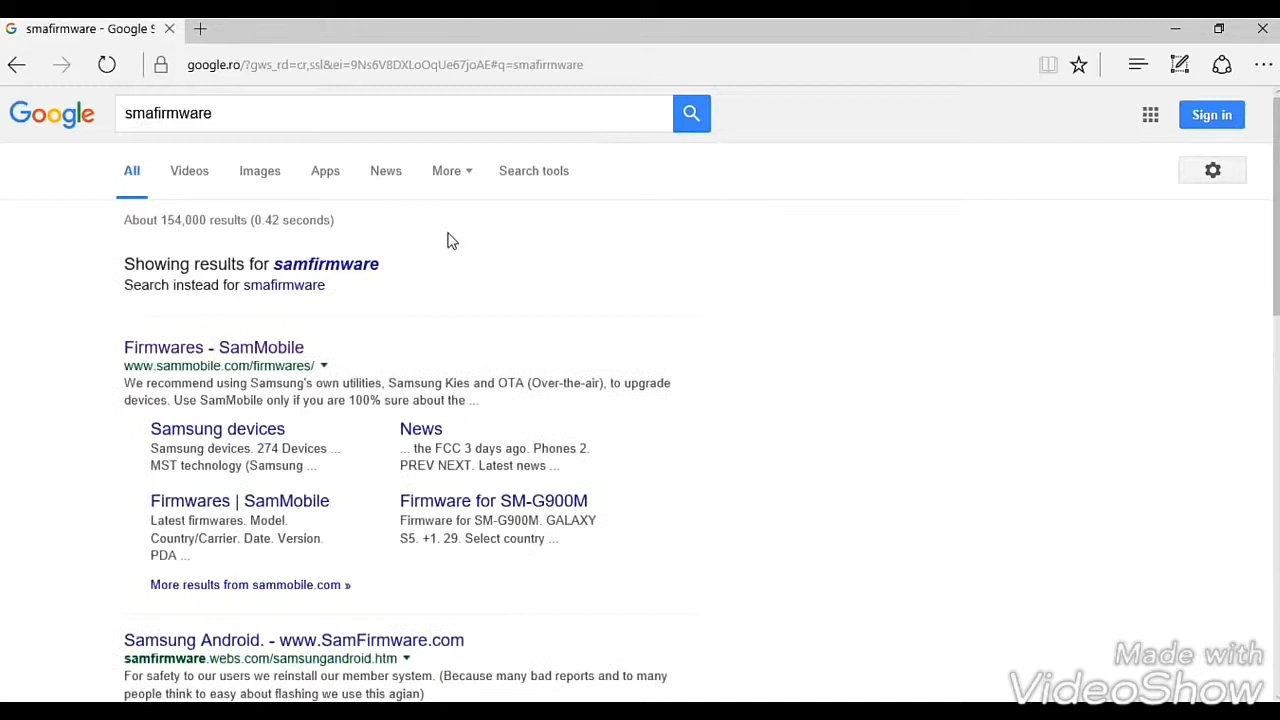 smafirmware - Google S
google.ro/?gws_rd=cr,ssl&ei=9Ns6V8DXLoOqUe67joAE#q=smafirmware
Google
smafirmware
Sign in
All Videos Images Apps News More Search tools
About 154,000 results (0.42 seconds)
Showing results for samfirmware
Search instead for smafirmware
Firmwares - SamMobile
www.sammobile.com/firmwares/
We recommend using Samsung's own utilities, Samsung Kies and OTA (Over-the-air), to upgrade
devices. Use SamMobile only if you are 100% sure about the ...
Samsung devices
Samsung devices. 274 Devices ...
MST technology (Samsung ...
News
... the FCC 3 days ago. Phones 2.
PREV NEXT. Latest news ...
Firmwares | SamMobile
Latest firmwares. Model.
Country/Carrier. Date. Version.
PDA ...
Firmware for SM-G900M
Firmware for SM-G900M. GALAXY
S5. +1. 29. Select country ...
More results from sammobile.com »
Samsung Android. - www.SamFirmware.com
samfirmware.webs.com/samsungandroid.htm
For safety to our users we reinstall our member system. (Because many bad reports and to many
people think to easy about flashing we use this agian)
Made with
VideoShow